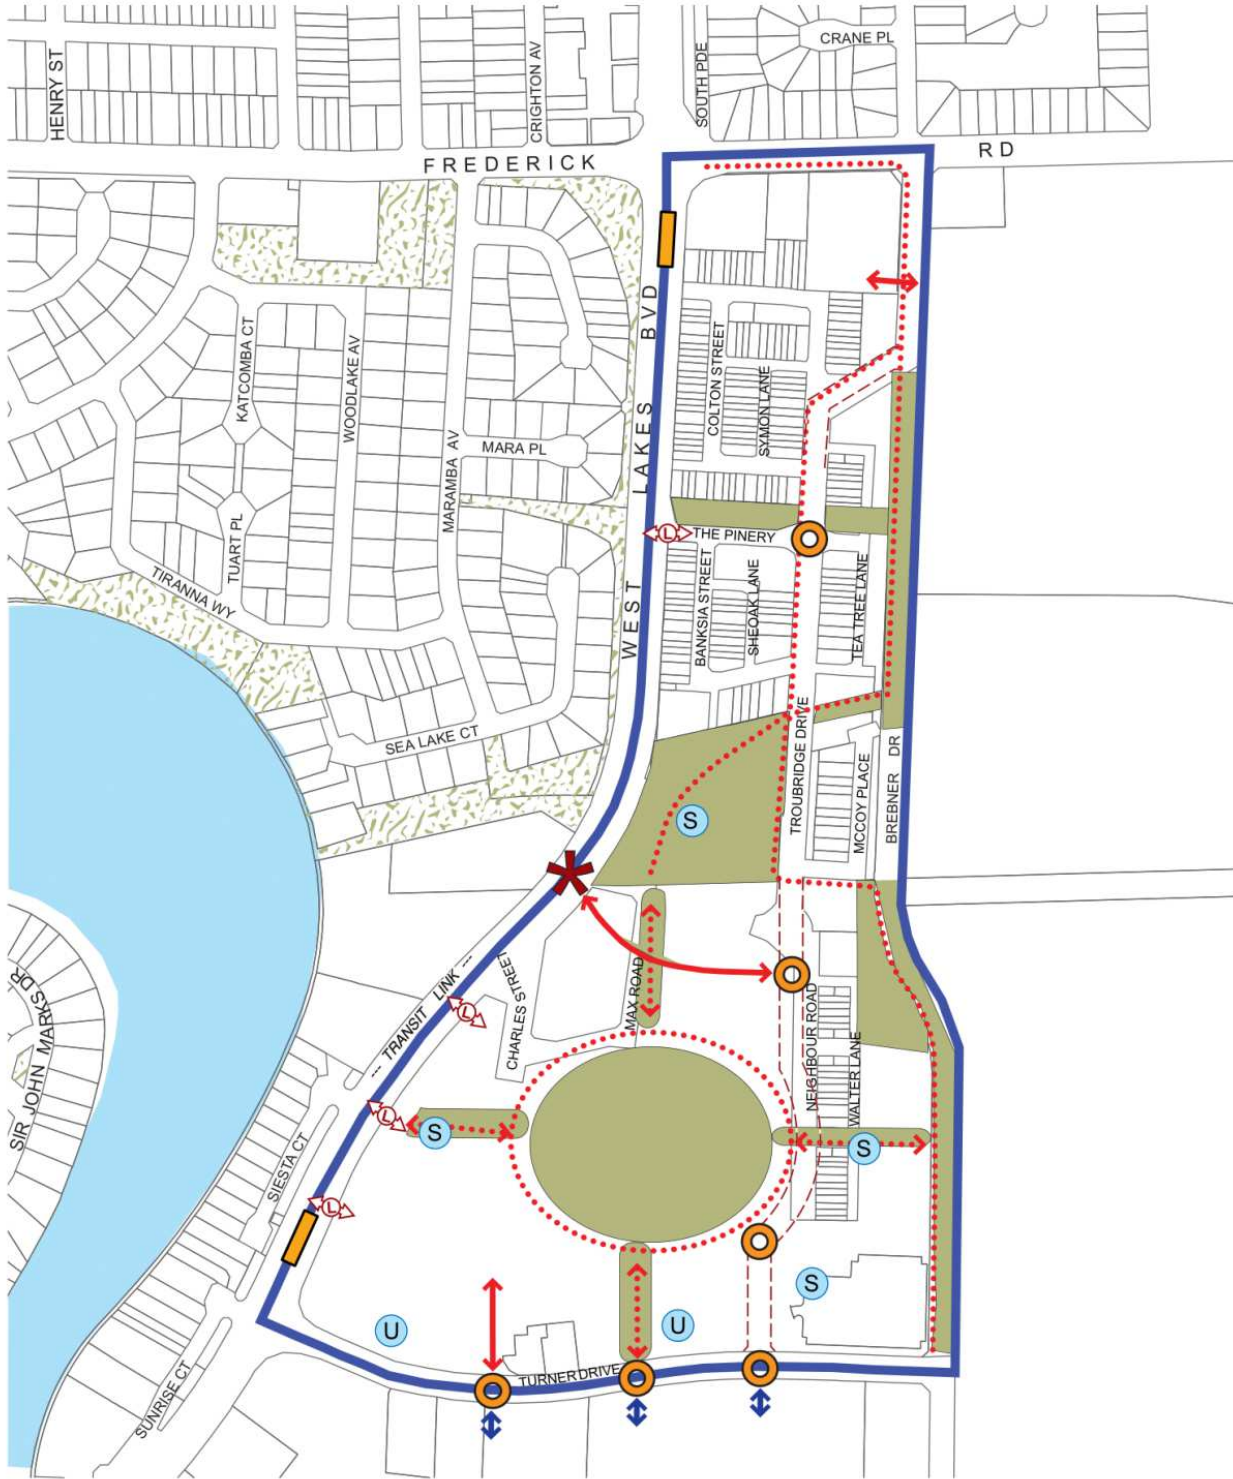 CRANE PL
HENRY ST
CRIGHTON AV
SOUTH PDE
FREDERICK
RD
WEST LAKES BVD
KATCOMBA CT
WOODLAKE AV
COLTON STREET
SYMON LANE
MARAMBA AV
MARA PL
TUART PL
L
THE PINERY
BANKSIA STREET
SHEOAK LANE
TEA TREE LANE
TIRANNA WY
SEA LAKE CT
TROUBRIDGE DRIVE
MCCOY PLACE
BREBNER DR
S
SIR JOHN MARKS DR
--- TRANSIT LINK ---
L
CHARLES STREET
MAX ROAD
NEIGHBOUR ROAD
WALTER LANE
L
S
S
SIESTA CT
L
S
U
U
TURNER DRIVE
SUNRISE CT